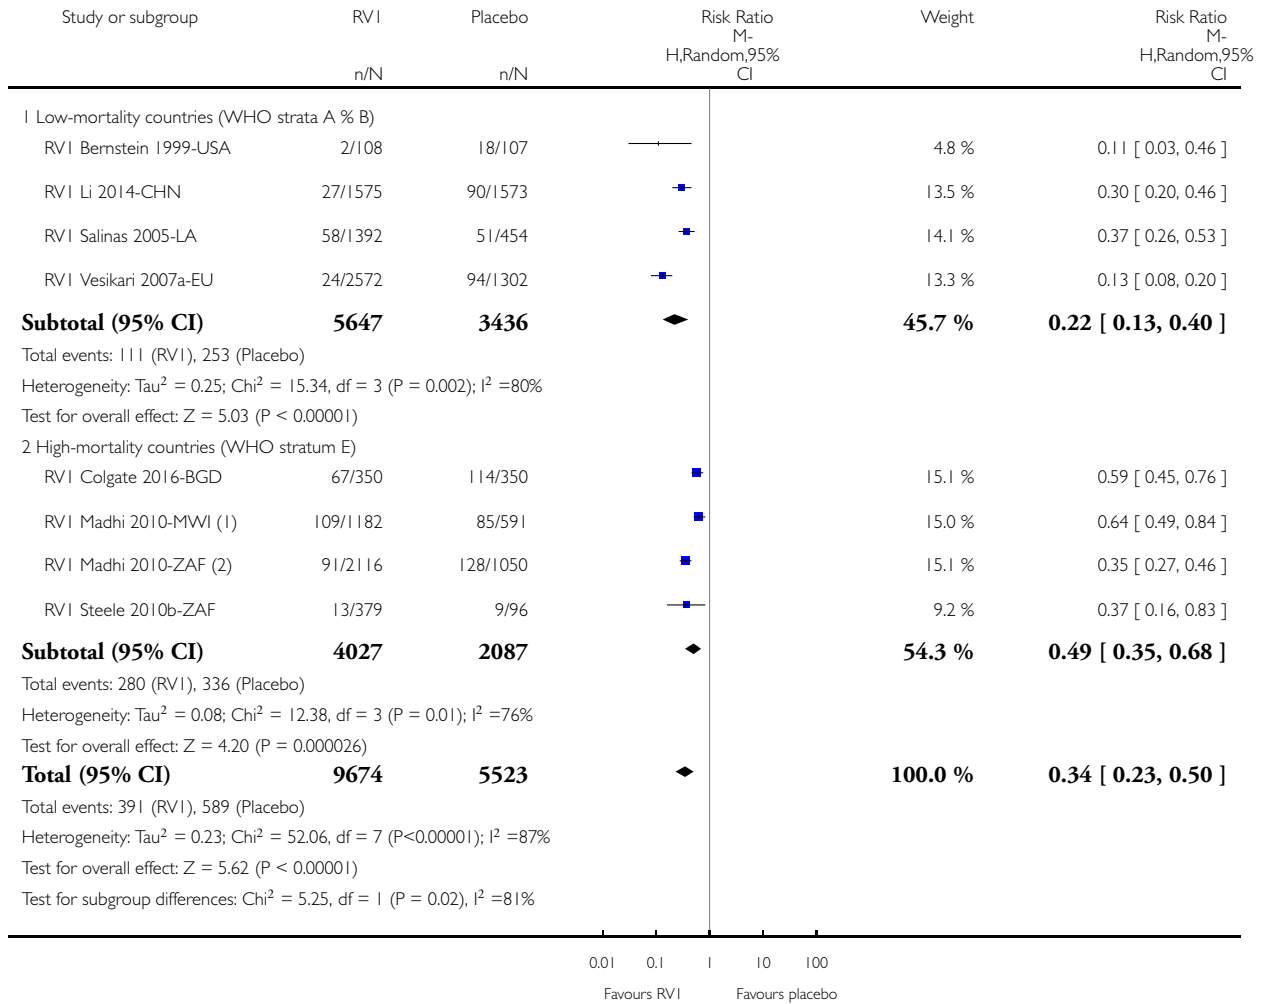 Study or subgroup RV1 Placebo Risk Ratio Weight Risk Ratio
M- M-
H,Random,95% H,Random,95%
n/N n/N CI CI
1 Low-mortality countries (WHO strata A % B)
RV1 Bernstein 1999-USA 2/108 18/107 4.8 % 0.11 [ 0.03, 0.46 ]
RV1 Li 2014-CHN 27/1575 90/1573 13.5 % 0.30 [ 0.20, 0.46 ]
RV1 Salinas 2005-LA 58/1392 51/454 14.1 % 0.37 [ 0.26, 0.53 ]
RV1 Vesikari 2007a-EU 24/2572 94/1302 13.3 % 0.13 [ 0.08, 0.20 ]
Subtotal (95% CI) 5647 3436 45.7 % 0.22 [ 0.13, 0.40 ]
Total events: 111 (RV1), 253 (Placebo)
Heterogeneity: Tau² = 0.25; Chi² = 15.34, df = 3 (P = 0.002); I² =80%
Test for overall effect: Z = 5.03 (P < 0.00001)
2 High-mortality countries (WHO stratum E)
RV1 Colgate 2016-BGD 67/350 114/350 15.1 % 0.59 [ 0.45, 0.76 ]
RV1 Madhi 2010-MWI (1) 109/1182 85/591 15.0 % 0.64 [ 0.49, 0.84 ]
RV1 Madhi 2010-ZAF (2) 91/2116 128/1050 15.1 % 0.35 [ 0.27, 0.46 ]
RV1 Steele 2010b-ZAF 13/379 9/96 9.2 % 0.37 [ 0.16, 0.83 ]
Subtotal (95% CI) 4027 2087 54.3 % 0.49 [ 0.35, 0.68 ]
Total events: 280 (RV1), 336 (Placebo)
Heterogeneity: Tau² = 0.08; Chi² = 12.38, df = 3 (P = 0.01); I² =76%
Test for overall effect: Z = 4.20 (P = 0.000026)
Total (95% CI) 9674 5523 100.0 % 0.34 [ 0.23, 0.50 ]
Total events: 391 (RV1), 589 (Placebo)
Heterogeneity: Tau² = 0.23; Chi² = 52.06, df = 7 (P<0.00001); I² =87%
Test for overall effect: Z = 5.62 (P < 0.00001)
Test for subgroup differences: Chi² = 5.25, df = 1 (P = 0.02), I² =81%
0.01 0.1 1 10 100
Favours RV1 Favours placebo